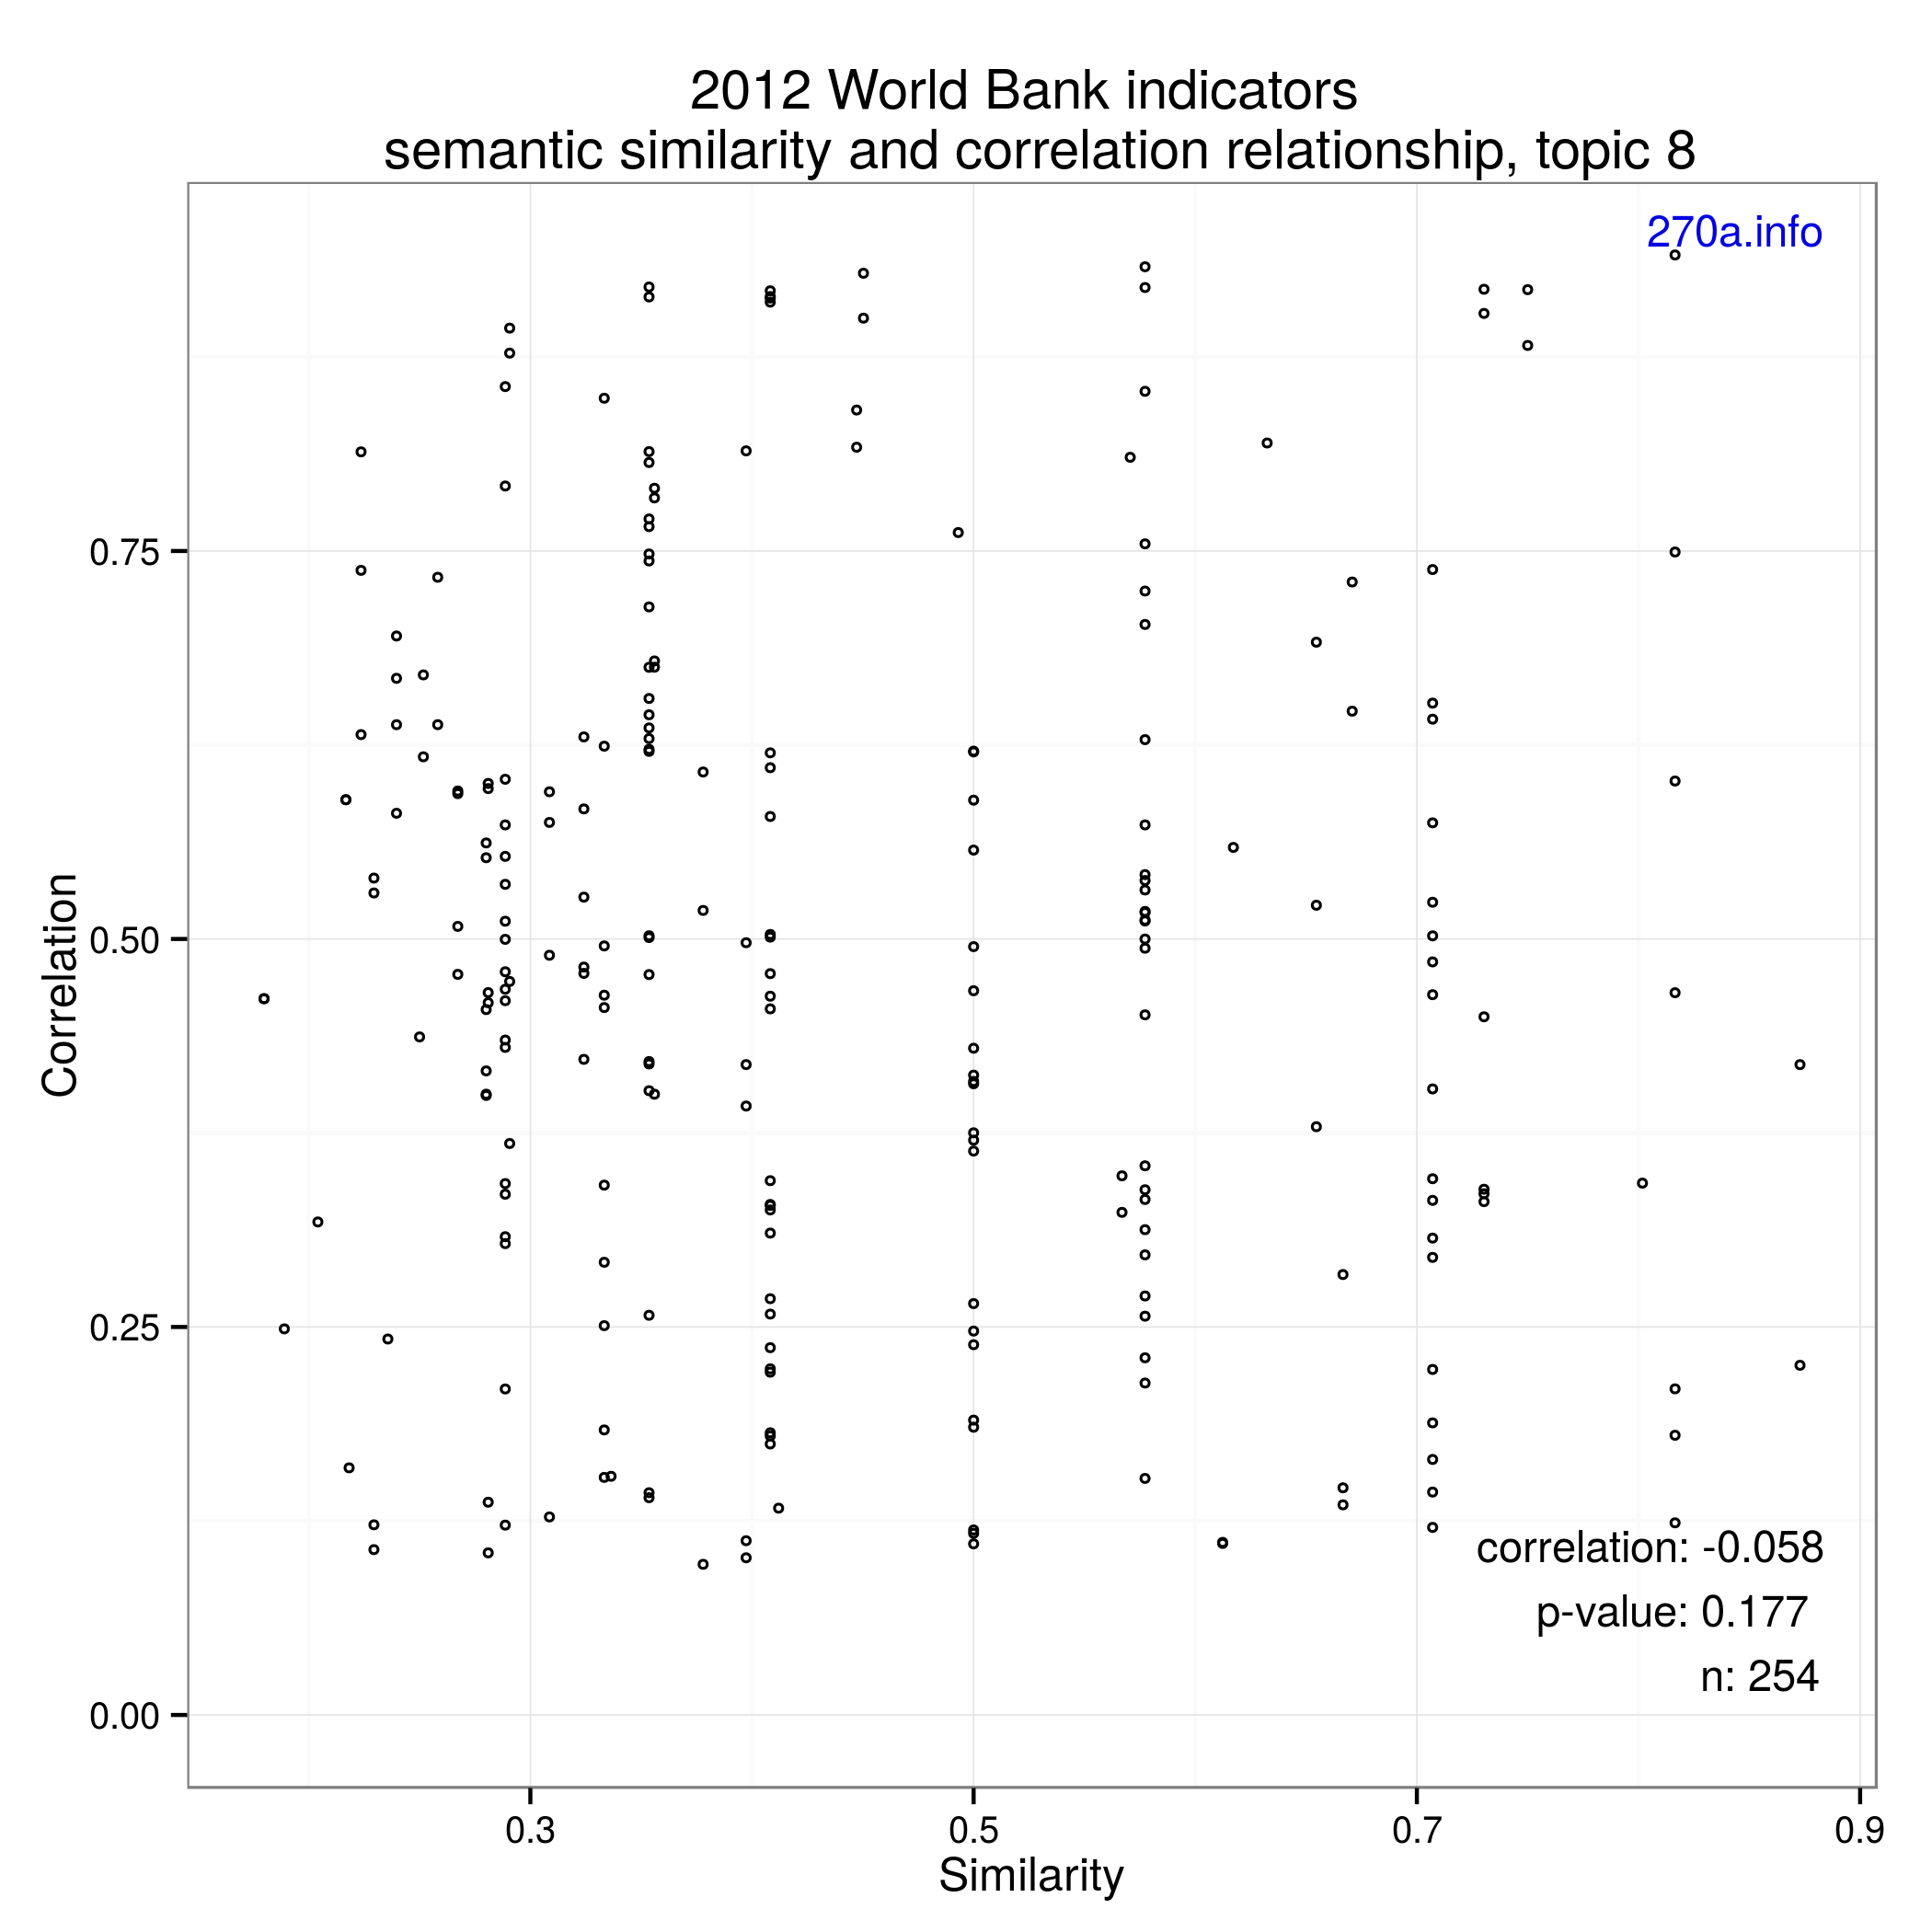 2012 World Bank indicators
semantic similarity and correlation relationship, topic 8
270a.info
0.75
0.50
0.25
0.00
Correlation
correlation: -0.058
p-value: 0.177
n: 254
0.3
0.5
0.7
0.9
Similarity